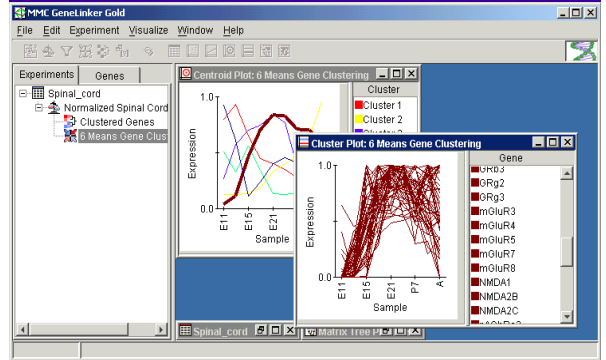 MMC GeneLinker Gold
File Edit Experiment Visualize Window Help
Experiments Genes
Spinal_cord
Normalized Spinal Cord
Clustered Genes
6 Means Gene Clus
Centroid Plot: 6 Means Gene Clustering
Cluster
Cluster 1
Cluster 2
1.0
Expression
0.0
E11
E15
E21
Sample
Cluster Plot: 6 Means Gene Clustering
Gene
GRb3
GRg2
GRg3
mGluR3
mGluR4
mGluR5
mGluR7
mGluR8
NMDA1
NMDA2B
NMDA2C
1.0
Expression
0.0
E11
E15
E21
P7
A
Sample
Spinal_cord
Matrix Tree P